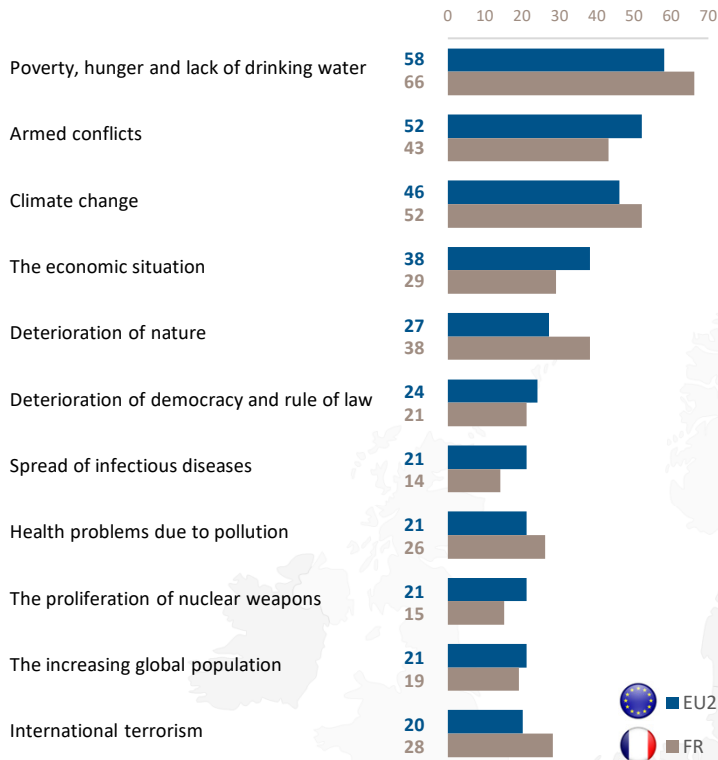 0 10 20 30 40 50 60 70
Poverty, hunger and lack of drinking water 58
66
Armed conflicts 52
43
Climate change 46
52
The economic situation 38
29
Deterioration of nature 27
38
Deterioration of democracy and rule of law 24
21
Spread of infectious diseases 21
14
Health problems due to pollution 21
26
The proliferation of nuclear weapons 21
15
The increasing global population 21
19
International terrorism 20
28
EU2
FR